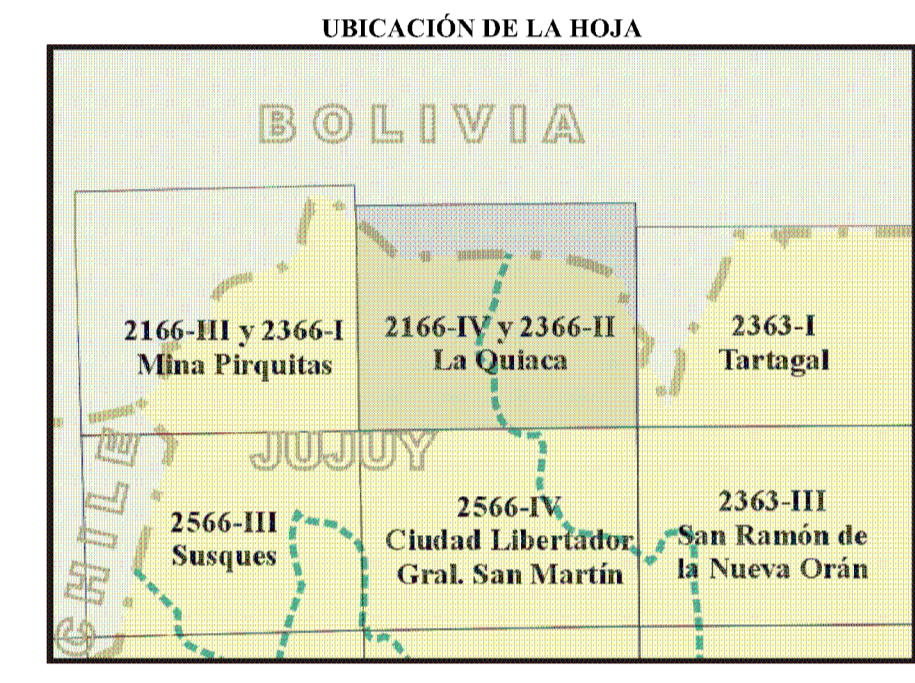 UBICACIÓN DE LA HOJA
BOLIVIA
2166-III y 2366-I
Mina Pirquitas
2166-IV y 2366-II
La Quiaca
2363-I
Tartagal
CHILE
JUJUY
2566-III
Susques
2566-IV
Ciudad Libertador
Gral. San Martín
2363-III
San Ramón de
la Nueva Orán